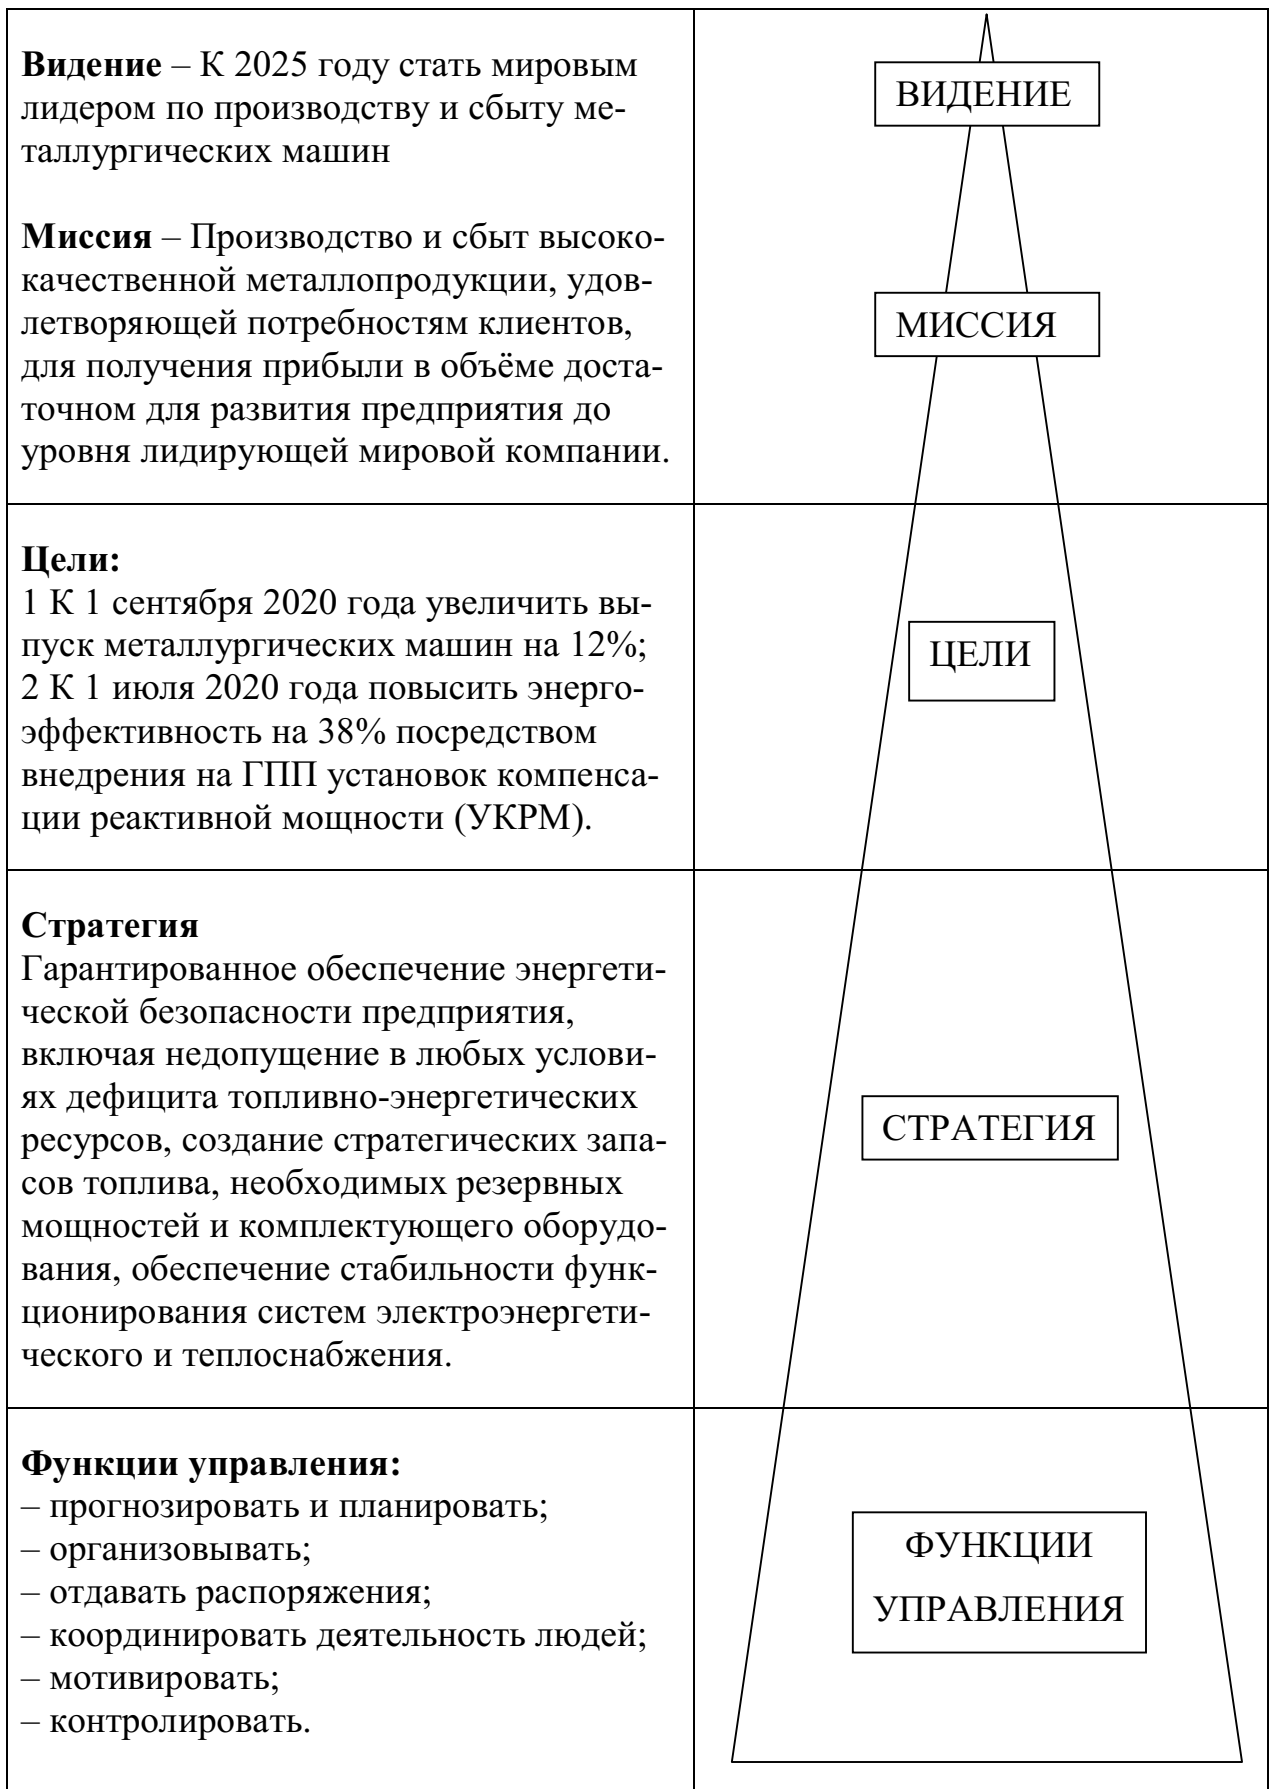 Видение – К 2025 году стать мировым
лидером по производству и сбыту ме-
таллургических машин
Миссия – Производство и сбыт высоко-
качественной металлопродукции, удов-
летворяющей потребностям клиентов,
для получения прибыли в объёме доста-
точном для развития предприятия до
уровня лидирующей мировой компании.
ВИДЕНИЕ
МИССИЯ
Цели:
1 К 1 сентября 2020 года увеличить вы-
пуск металлургических машин на 12%;
2 К 1 июля 2020 года повысить энерго-
эффективность на 38% посредством
внедрения на ГПП установок компенса-
ции реактивной мощности (УКРМ).
ЦЕЛИ
Стратегия
Гарантированное обеспечение энергети-
ческой безопасности предприятия,
включая недопущение в любых услови-
ях дефицита топливно-энергетических
ресурсов, создание стратегических запа-
сов топлива, необходимых резервных
мощностей и комплектующего оборудо-
вания, обеспечение стабильности функ-
ционирования систем электроэнергети-
ческого и теплоснабжения.
СТРАТЕГИЯ
Функции управления:
– прогнозировать и планировать;
– организовывать;
– отдавать распоряжения;
– координировать деятельность людей;
– мотивировать;
– контролировать.
ФУНКЦИИ
УПРАВЛЕНИЯ